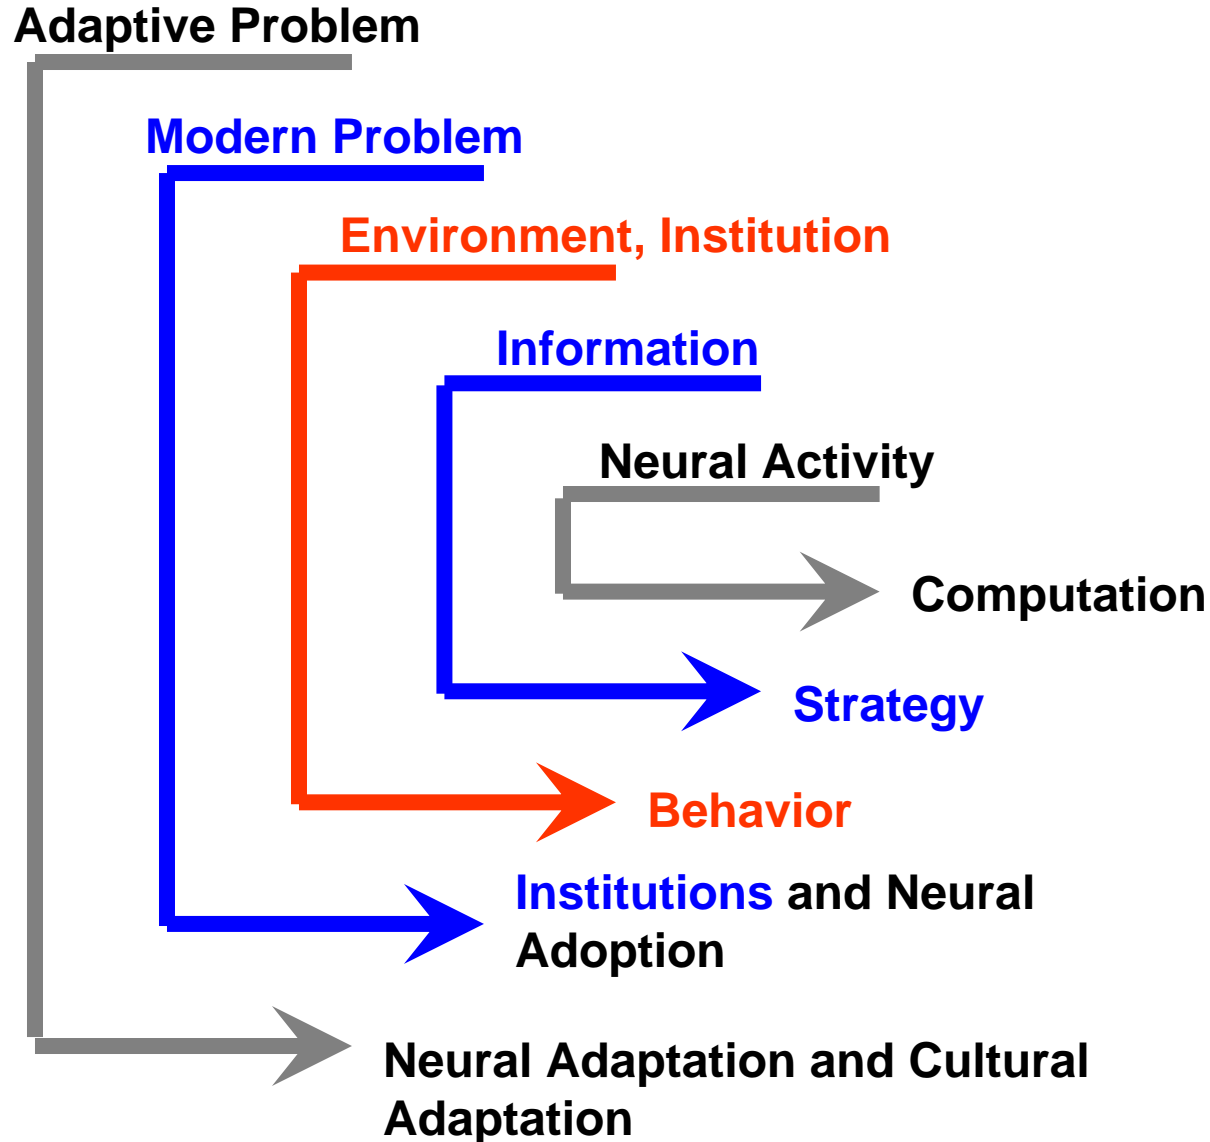 Adaptive Problem
Modern Problem
Environment, Institution
Information
Neural Activity
Computation
Strategy
Behavior
Institutions and Neural
Adoption
Neural Adaptation and Cultural
Adaptation